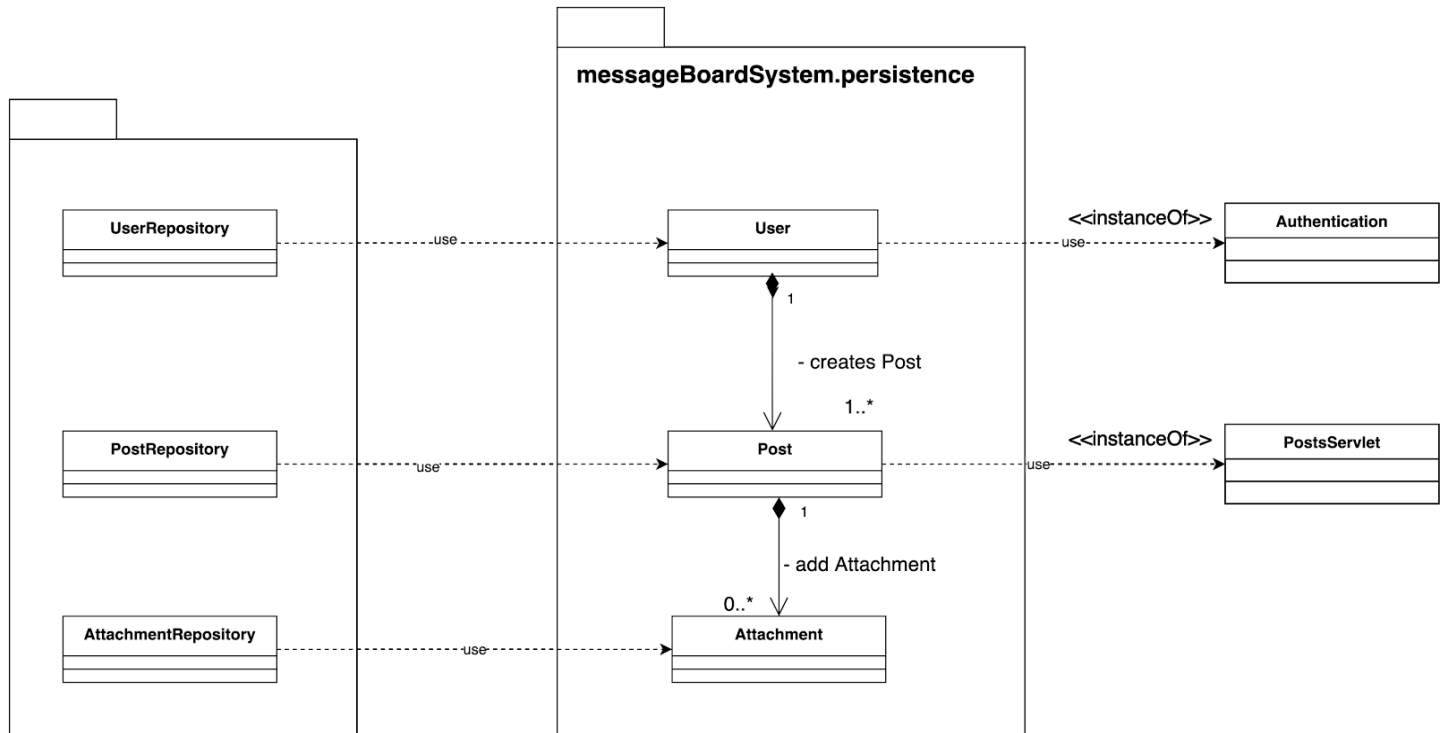 messageBoardSystem.persistence
UserRepository
use
User
<<instanceOf>>
use
Authentication
1
- creates Post
1..*
PostRepository
use
Post
<<instanceOf>>
use
PostsServlet
1
- add Attachment
0..*
AttachmentRepository
use
Attachment